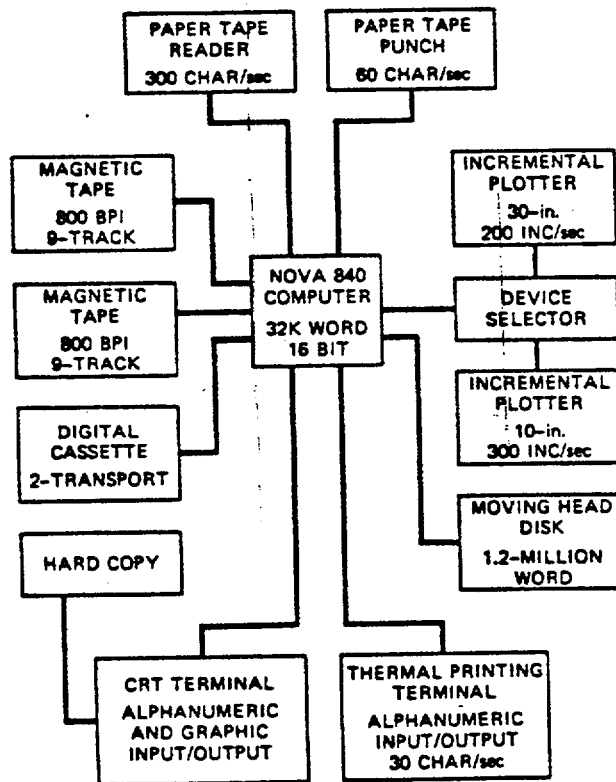 PAPER TAPE
READER
300 CHAR/sec
PAPER TAPE
PUNCH
60 CHAR/sec
MAGNETIC
TAPE
800 BPI
9-TRACK
INCREMENTAL
PLOTTER
30-in.
200 INC/sec
NOVA 840
COMPUTER
32K WORD
16 BIT
DEVICE
SELECTOR
MAGNETIC
TAPE
800 BPI
9-TRACK
INCREMENTAL
PLOTTER
10-in.
300 INC/sec
DIGITAL
CASSETTE
2-TRANSPORT
MOVING HEAD
DISK
1.2-MILLION
WORD
HARD COPY
CRT TERMINAL
ALPHANUMERIC
AND GRAPHIC
INPUT/OUTPUT
THERMAL PRINTING
TERMINAL
ALPHANUMERIC
INPUT/OUTPUT
30 CHAR/sec